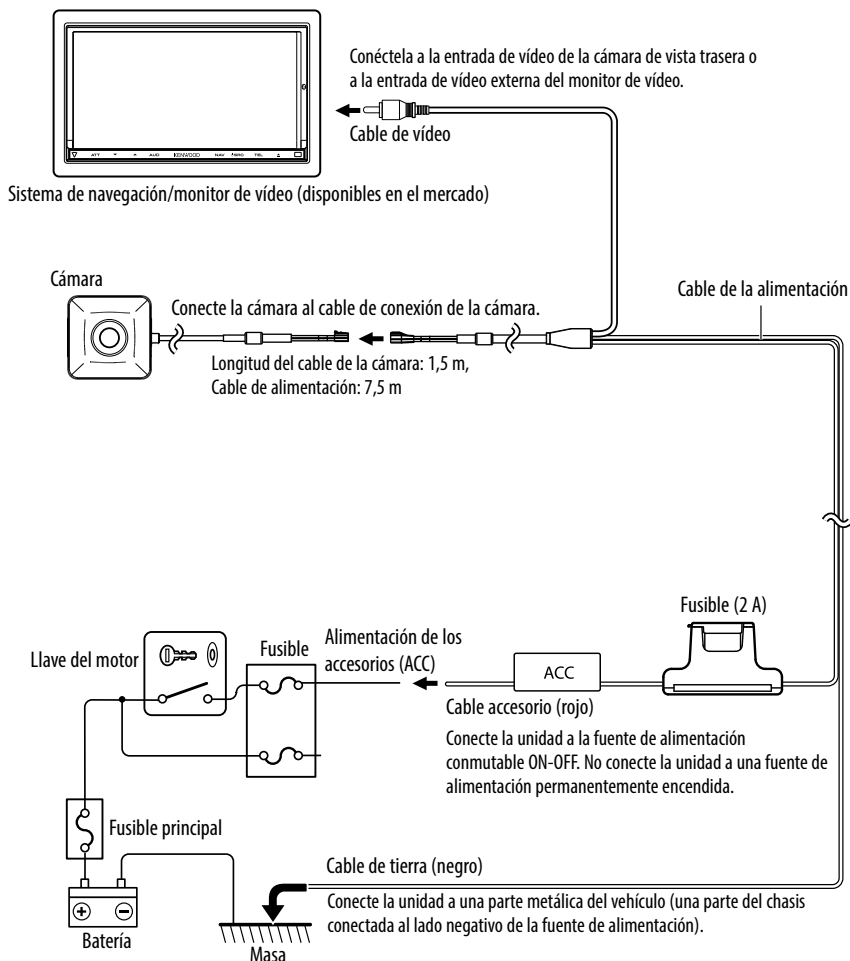 Conéctela a la entrada de vídeo de la cámara de vista trasera o
a la entrada de vídeo externa del monitor de vídeo.
Cable de vídeo
ATT
AUD
KENWOOD
NAV
SRC
TEL
Sistema de navegación/monitor de vídeo (disponibles en el mercado)
Cámara
Conecte la cámara al cable de conexión de la cámara.
Cable de la alimentación
Longitud del cable de la cámara: 1,5 m,
Cable de alimentación: 7,5 m
Fusible (2 A)
Llave del motor
Fusible
Alimentación de los
accesorios (ACC)
ACC
Cable accesorio (rojo)
Conecte la unidad a la fuente de alimentación
conmutable ON-OFF. No conecte la unidad a una fuente de
alimentación permanentemente encendida.
Fusible principal
Cable de tierra (negro)
Conecte la unidad a una parte metálica del vehículo (una parte del chasis
conectada al lado negativo de la fuente de alimentación).
Batería
Masa